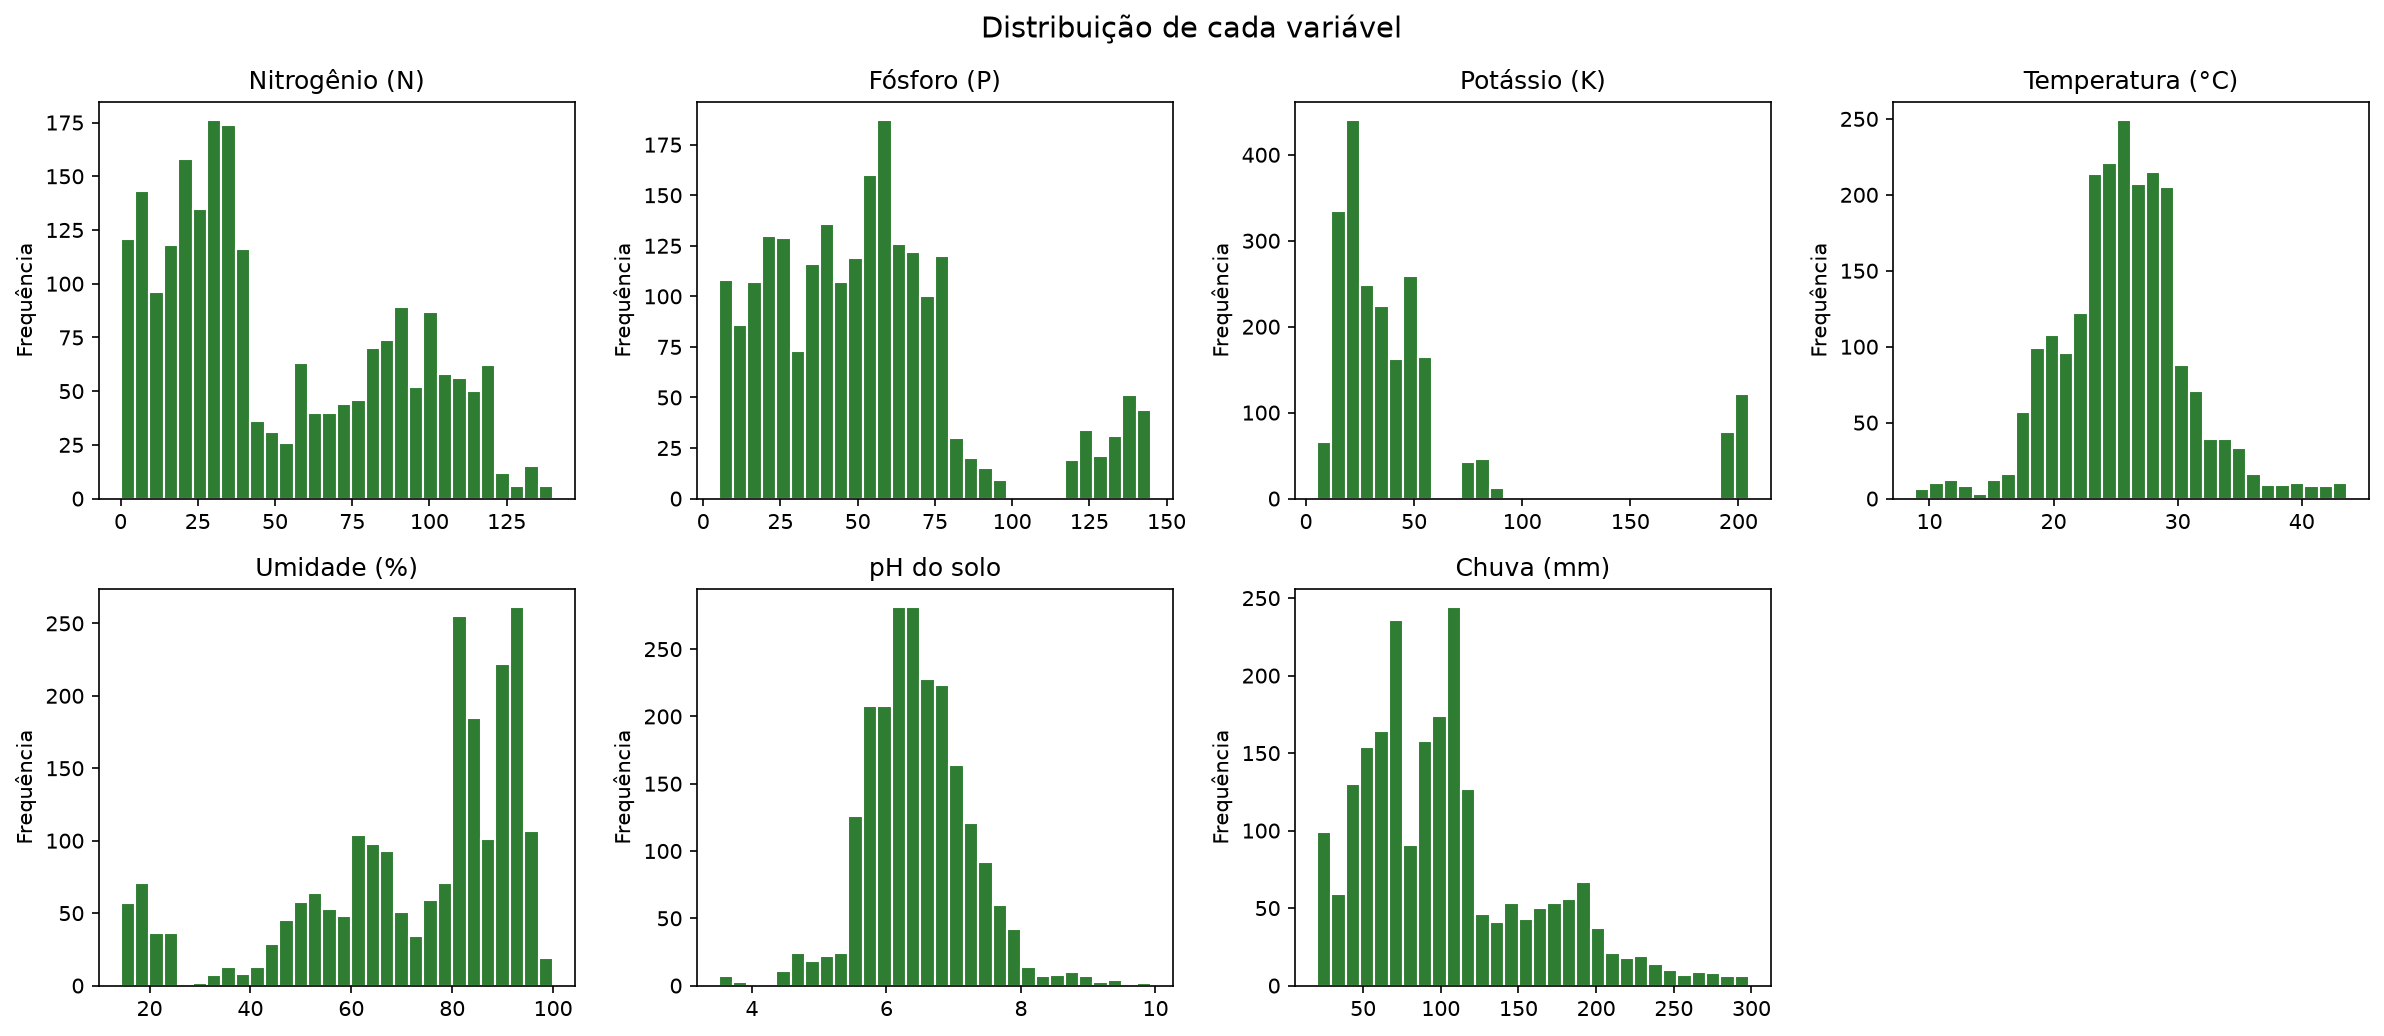 Distribuição de cada variável
Nitrogênio (N)
Fósforo (P)
Potássio (K)
Temperatura (°C)
Frequência
175
150
125
100
75
50
25
0
0 25 50 75 100 125
Frequência
175
150
125
100
75
50
25
0
0 25 50 75 100 125 150
Frequência
400
300
200
100
0
0 50 100 150 200
Frequência
250
200
150
100
50
0
10 20 30 40
Umidade (%)
pH do solo
Chuva (mm)
Frequência
250
200
150
100
50
0
20 40 60 80 100
Frequência
250
200
150
100
50
0
4 6 8 10
Frequência
250
200
150
100
50
0
50 100 150 200 250 300